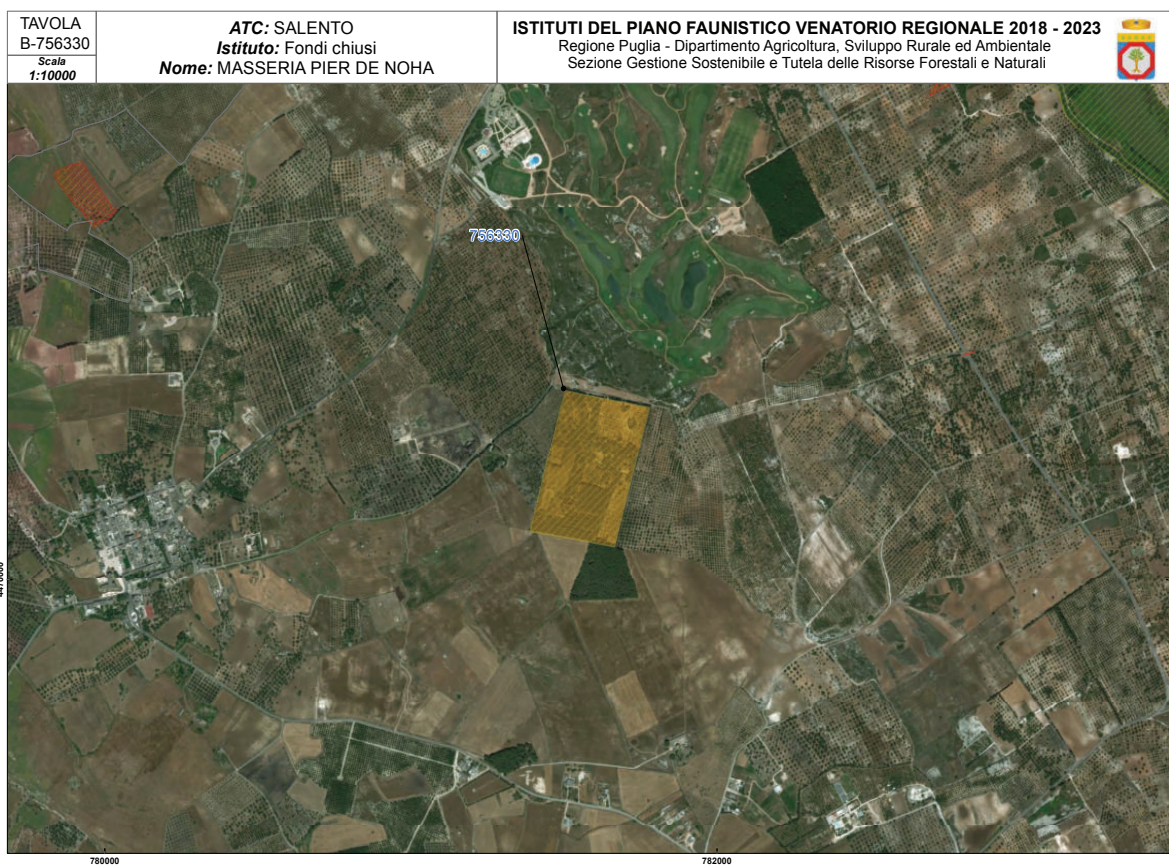 TAVOLA
B-756330
Scala
1:10000
ATC: SALENTO
Istituto: Fondi chiusi
Nome: MASSERIA PIER DE NOHA
ISTITUTI DEL PIANO FAUNISTICO VENATORIO REGIONALE 2018 - 2023
Regione Puglia - Dipartimento Agricoltura, Sviluppo Rurale ed Ambientale
Sezione Gestione Sostenibile e Tutela delle Risorse Forestali e Naturali
756330
780000
782000